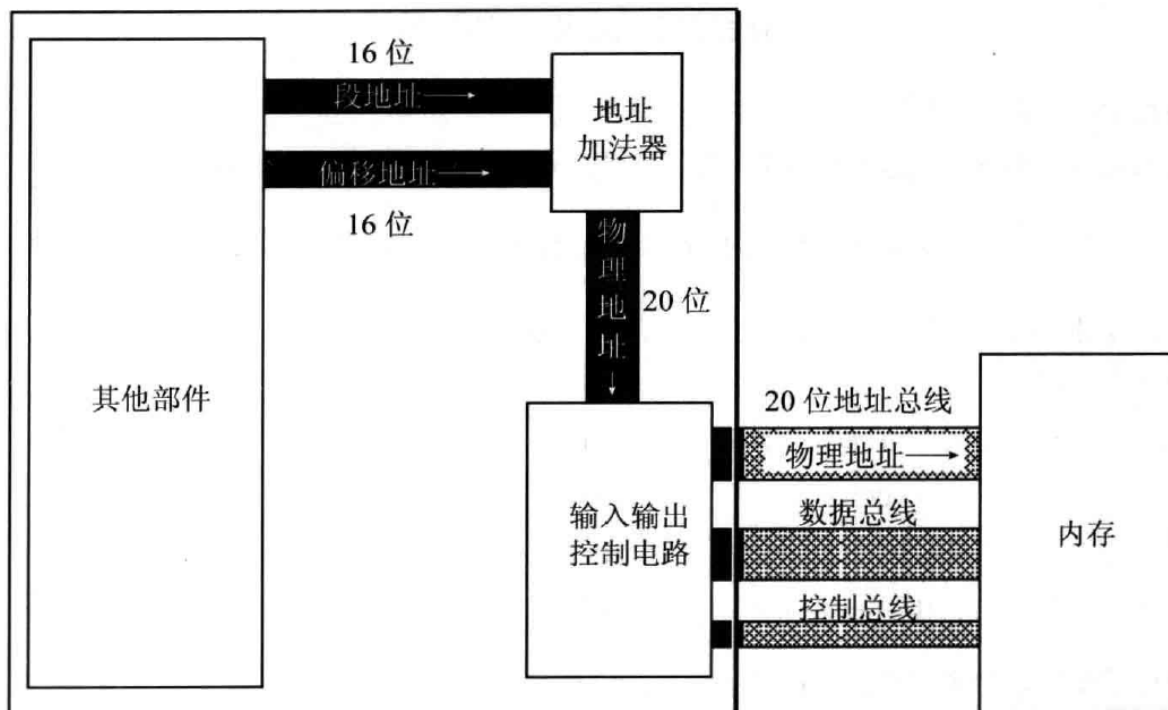 16 位
段地址
偏移地址
16 位
地址
加法器
物理地址
20 位
其他部件
输入输出
控制电路
20 位地址总线
物理地址
数据总线
控制总线
内存